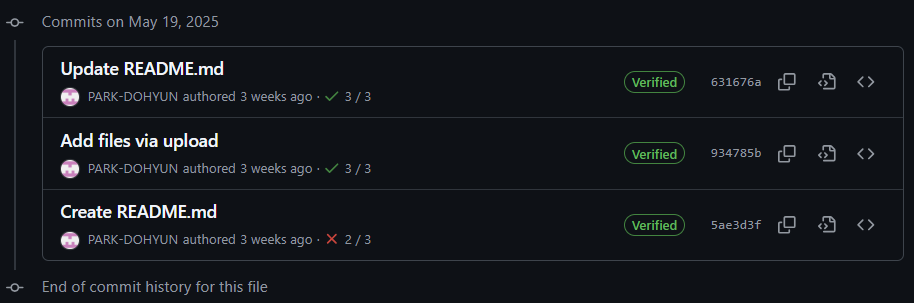 Commits on May 19, 2025
Update README.md
PARK-DOHYUN authored 3 weeks ago · ✓ 3 / 3
Verified
631676a
Add files via upload
PARK-DOHYUN authored 3 weeks ago · ✓ 3 / 3
Verified
934785b
Create README.md
PARK-DOHYUN authored 3 weeks ago · ✕ 2 / 3
Verified
5ae3d3f
End of commit history for this file